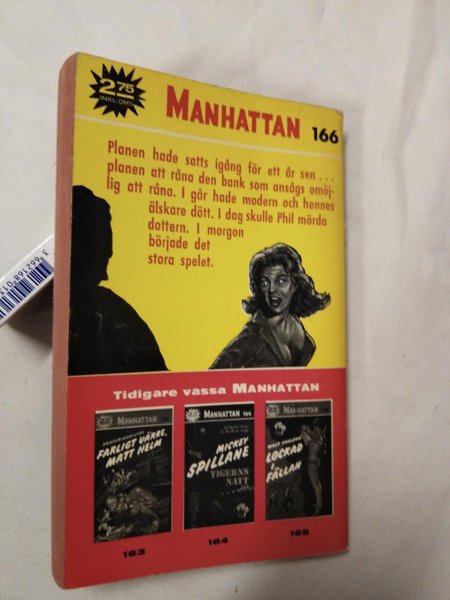 2.75
INKL. OMS
MANHATTAN 166
Planen hade satts igång för ett år sen...
planen att råna den bank som ansågs omöj-
lig att råna. I går hade modern och hennes
älskare dött. I dag skulle Phil mörda
dottern. I morgon
började det
stora spelet.
Tidigare vassa MANHATTAN
MANHATTAN
FARLIGT VÄRRE,
MATT HELM
163
MANHATTAN 164
MICKEY
SPILLANE
TIGERNS
NATT
164
MANHATTAN
LOCKAD
I
FÄLLAN
165